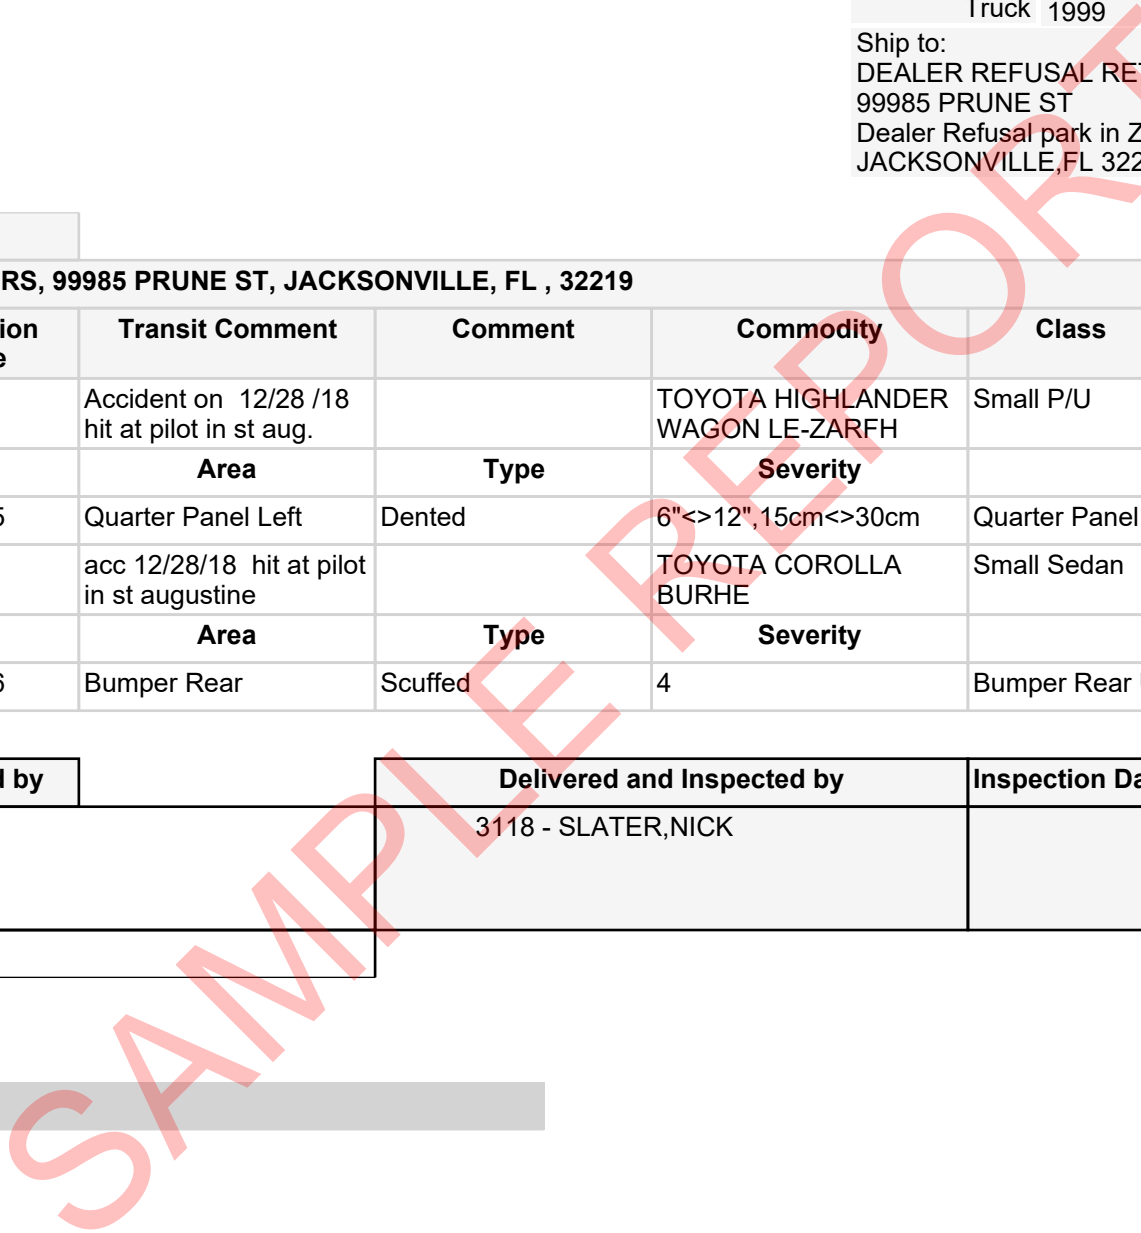 Truck 1999
Ship to:
DEALER REFUSAL RE
99985 PRUNE ST
Dealer Refusal park in Z
JACKSONVILLE,FL 322
RS, 99985 PRUNE ST, JACKSONVILLE, FL , 32219
ion Transit Comment Comment Commodity Class
e
Accident on 12/28 /18 TOYOTA HIGHLANDER Small P/U
hit at pilot in st aug. WAGON LE-ZARFH
Area Type Severity
Quarter Panel Left Dented 6"<>12",15cm<>30cm Quarter Panel
acc 12/28/18 hit at pilot TOYOTA COROLLA Small Sedan
in st augustine BURHE
Area Type Severity
6 Bumper Rear Scuffed 4 Bumper Rear
d by Delivered and Inspected by Inspection Da
3118 - SLATER,NICK
SAMPLE REPORT